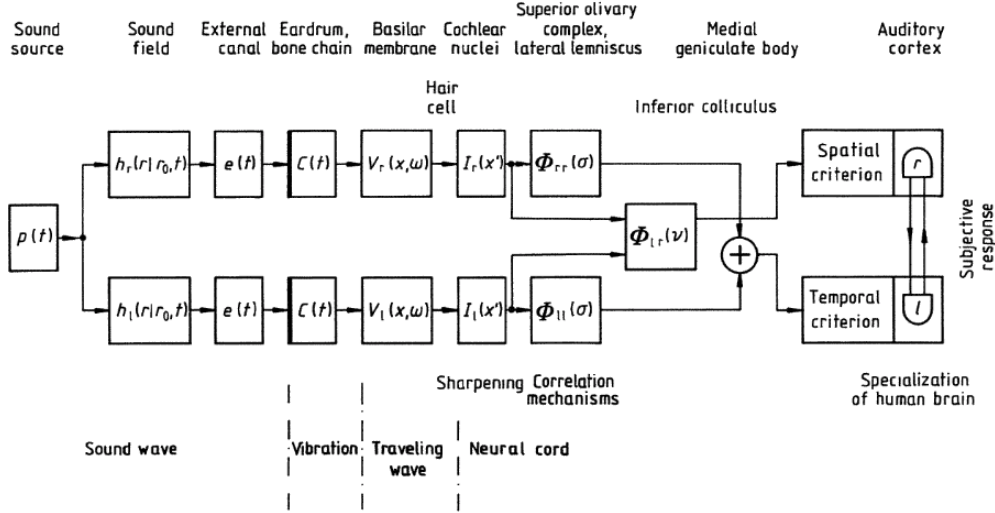 Sound source
Sound field
External canal
Eardrum, bone chain
Basilar membrane
Cochlear nuclei
Superior olivary complex, lateral lemniscus
Medial geniculate body
Auditory cortex
Hair cell
Inferior colliculus
p(t)
h_r(r|r_0,t)
e(t)
C(t)
V_r(x,ω)
I_r(x')
Φ_rr(σ)
Spatial criterion
r
Φ_lr(ν)
+
h_l(r|r_0,t)
e(t)
C(t)
V_l(x,ω)
I_l(x')
Φ_ll(σ)
Temporal criterion
l
Subjective response
Sharpening
Correlation mechanisms
Specialization of human brain
Sound wave
Vibration
Traveling wave
Neural cord